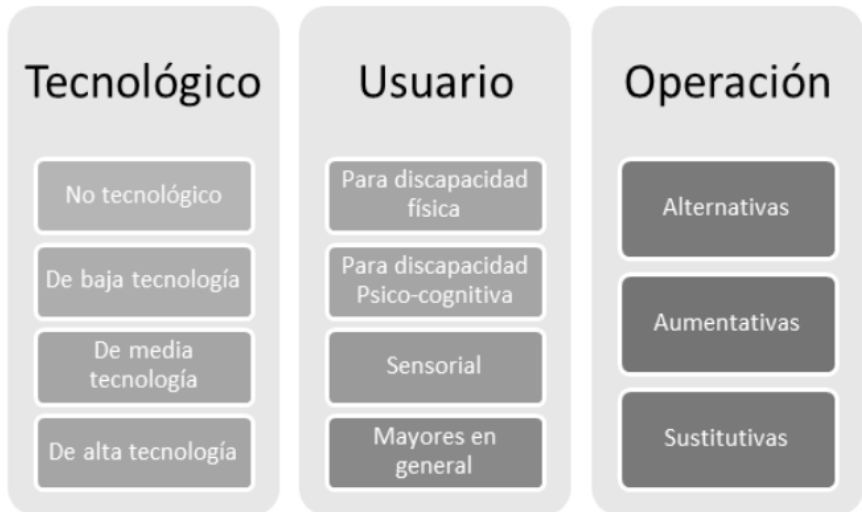 Tecnológico
No tecnológico
De baja tecnología
De media
tecnología
De alta tecnología
Usuario
Para discapacidad
física
Para discapacidad
Psico-cognitiva
Sensorial
Mayores en
general
Operación
Alternativas
Aumentativas
Sustitutivas